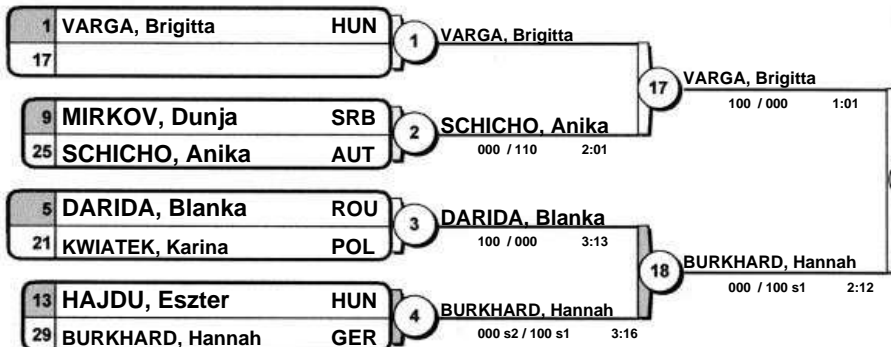 1 VARGA, Brigitta HUN
17
1 VARGA, Brigitta
9 MIRKOV, Dunja SRB
25 SCHICHO, Anika AUT
2 SCHICHO, Anika
000 / 110 2:01
17 VARGA, Brigitta
100 / 000 1:01
5 DARIDA, Blanka ROU
21 KWIATEK, Karina POL
3 DARIDA, Blanka
100 / 000 3:13
13 HAJDU, Eszter HUN
29 BURKHARD, Hannah GER
4 BURKHARD, Hannah
000 s2 / 100 s1 3:16
18 BURKHARD, Hannah
000 / 100 s1 2:12